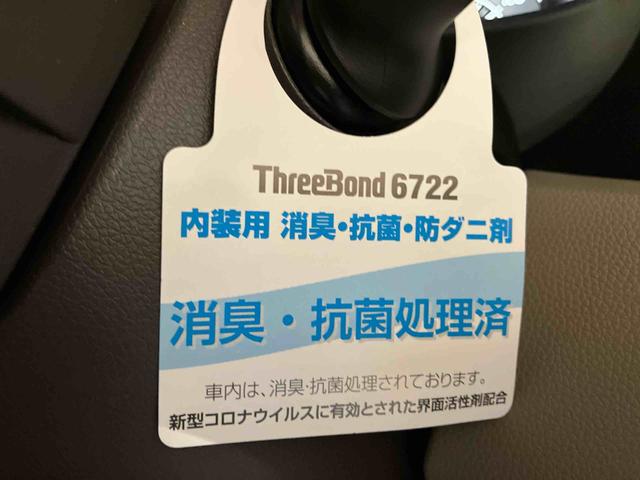 ThreeBond 6722
内装用 消臭・抗菌・防ダニ剤
消臭・抗菌処理済
車内は、消臭・抗菌処理されております。
新型コロナウイルスに有効とされた界面活性剤配合